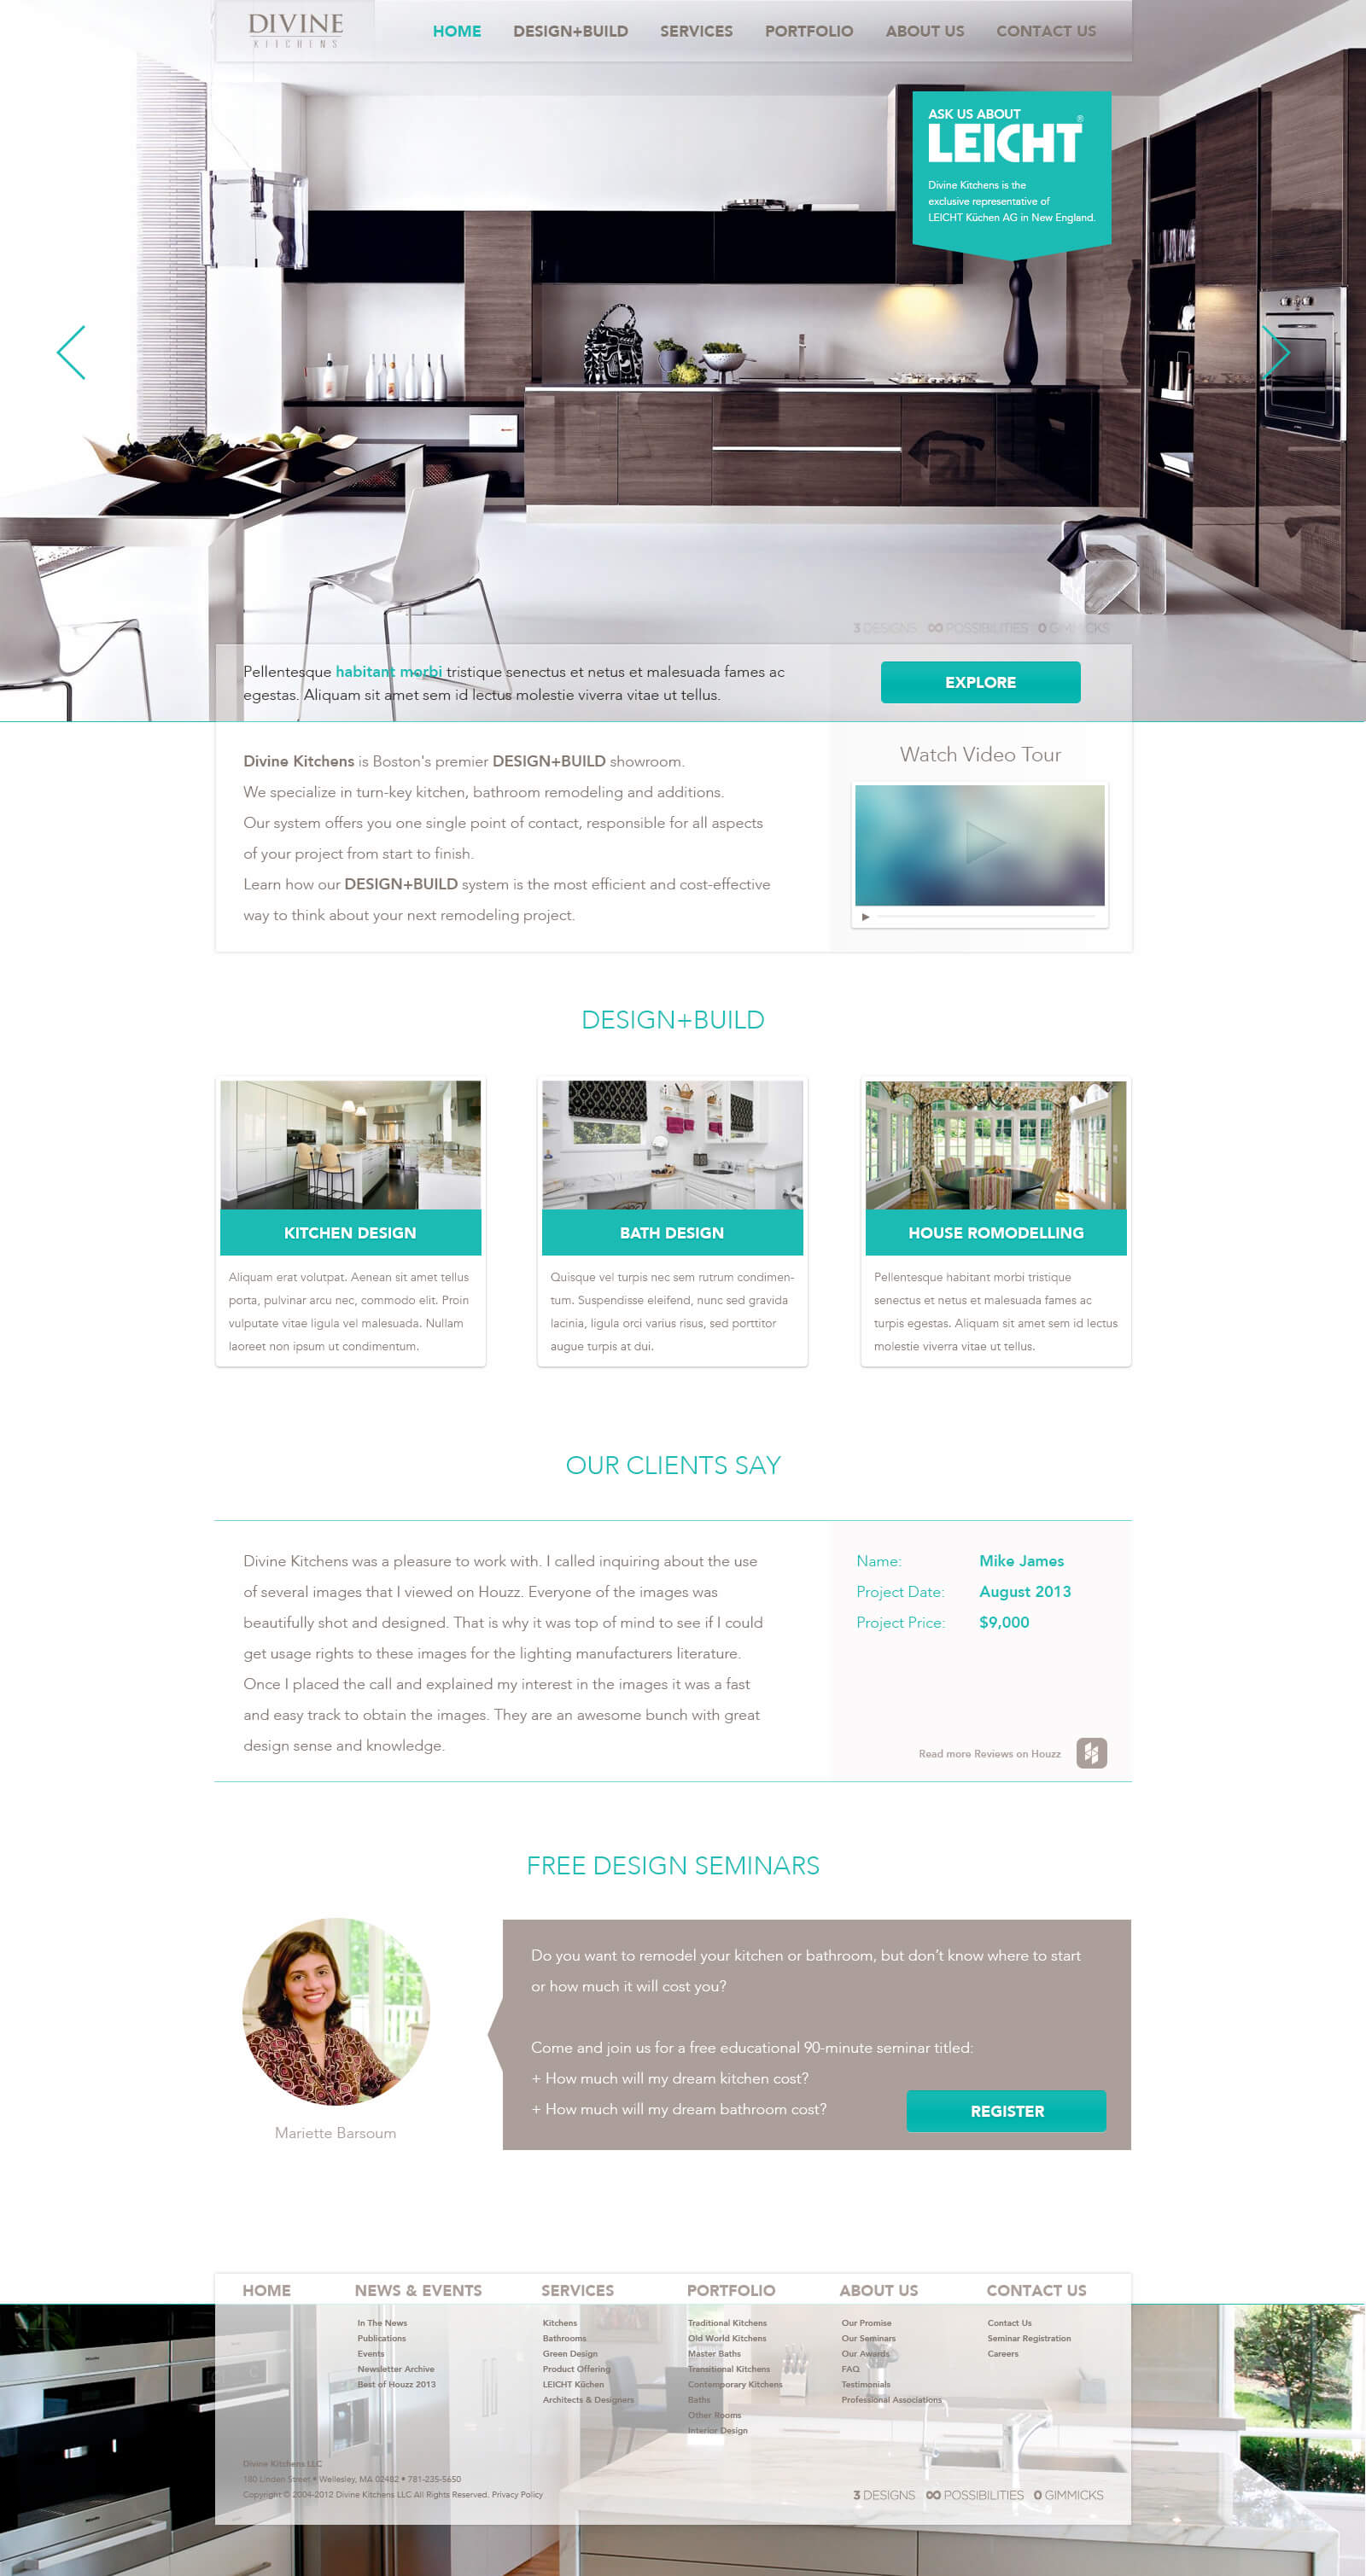 DIVINE
KITCHENS
HOME DESIGN+BUILD SERVICES PORTFOLIO ABOUT US CONTACT US
ASK US ABOUT
LEICHT®
Divine Kitchens is the
exclusive representative of
LEICHT Küchen AG in New England.
3 DESIGNS ∞ POSSIBILITIES 0 GIMMICKS
Pellentesque habitant morbi tristique senectus et netus et malesuada fames ac
egestas. Aliquam sit amet sem id lectus molestie viverra vitae ut tellus.
EXPLORE
Divine Kitchens is Boston's premier DESIGN+BUILD showroom.
We specialize in turn-key kitchen, bathroom remodeling and additions.
Our system offers you one single point of contact, responsible for all aspects
of your project from start to finish.
Learn how our DESIGN+BUILD system is the most efficient and cost-effective
way to think about your next remodeling project.
Watch Video Tour
DESIGN+BUILD
KITCHEN DESIGN
Aliquam erat volutpat. Aenean sit amet tellus
porta, pulvinar arcu nec, commodo elit. Proin
vulputate vitae ligula vel malesuada. Nullam
laoreet non ipsum ut condimentum.
BATH DESIGN
Quisque vel turpis nec sem rutrum condimen-
tum. Suspendisse eleifend, nunc sed gravida
lacinia, ligula orci varius risus, sed porttitor
augue turpis at dui.
HOUSE ROMODELLING
Pellentesque habitant morbi tristique
senectus et netus et malesuada fames ac
turpis egestas. Aliquam sit amet sem id lectus
molestie viverra vitae ut tellus.
OUR CLIENTS SAY
Divine Kitchens was a pleasure to work with. I called inquiring about the use
of several images that I viewed on Houzz. Everyone of the images was
beautifully shot and designed. That is why it was top of mind to see if I could
get usage rights to these images for the lighting manufacturers literature.
Once I placed the call and explained my interest in the images it was a fast
and easy track to obtain the images. They are an awesome bunch with great
design sense and knowledge.
Name: Mike James
Project Date: August 2013
Project Price: $9,000
Read more Reviews on Houzz
FREE DESIGN SEMINARS
Mariette Barsoum
Do you want to remodel your kitchen or bathroom, but don't know where to start
or how much it will cost you?
Come and join us for a free educational 90-minute seminar titled:
+ How much will my dream kitchen cost?
+ How much will my dream bathroom cost?
REGISTER
HOME
NEWS & EVENTS
In The News
Publications
Events
Newsletter Archive
Best of Houzz 2013
SERVICES
Kitchens
Bathrooms
Green Design
Product Offering
LEICHT Küchen
Architects & Designers
PORTFOLIO
Traditional Kitchens
Old World Kitchens
Master Baths
Transitional Kitchens
Contemporary Kitchens
Baths
Other Rooms
Interior Design
ABOUT US
Our Promise
Our Seminars
Our Awards
FAQ
Testimonials
Professional Associations
CONTACT US
Contact Us
Seminar Registration
Careers
Divine Kitchens LLC
180 Linden Street • Wellesley, MA 02482 • 781-235-5650
Copyright © 2004-2012 Divine Kitchens LLC All Rights Reserved. Privacy Policy
3 DESIGNS ∞ POSSIBILITIES 0 GIMMICKS